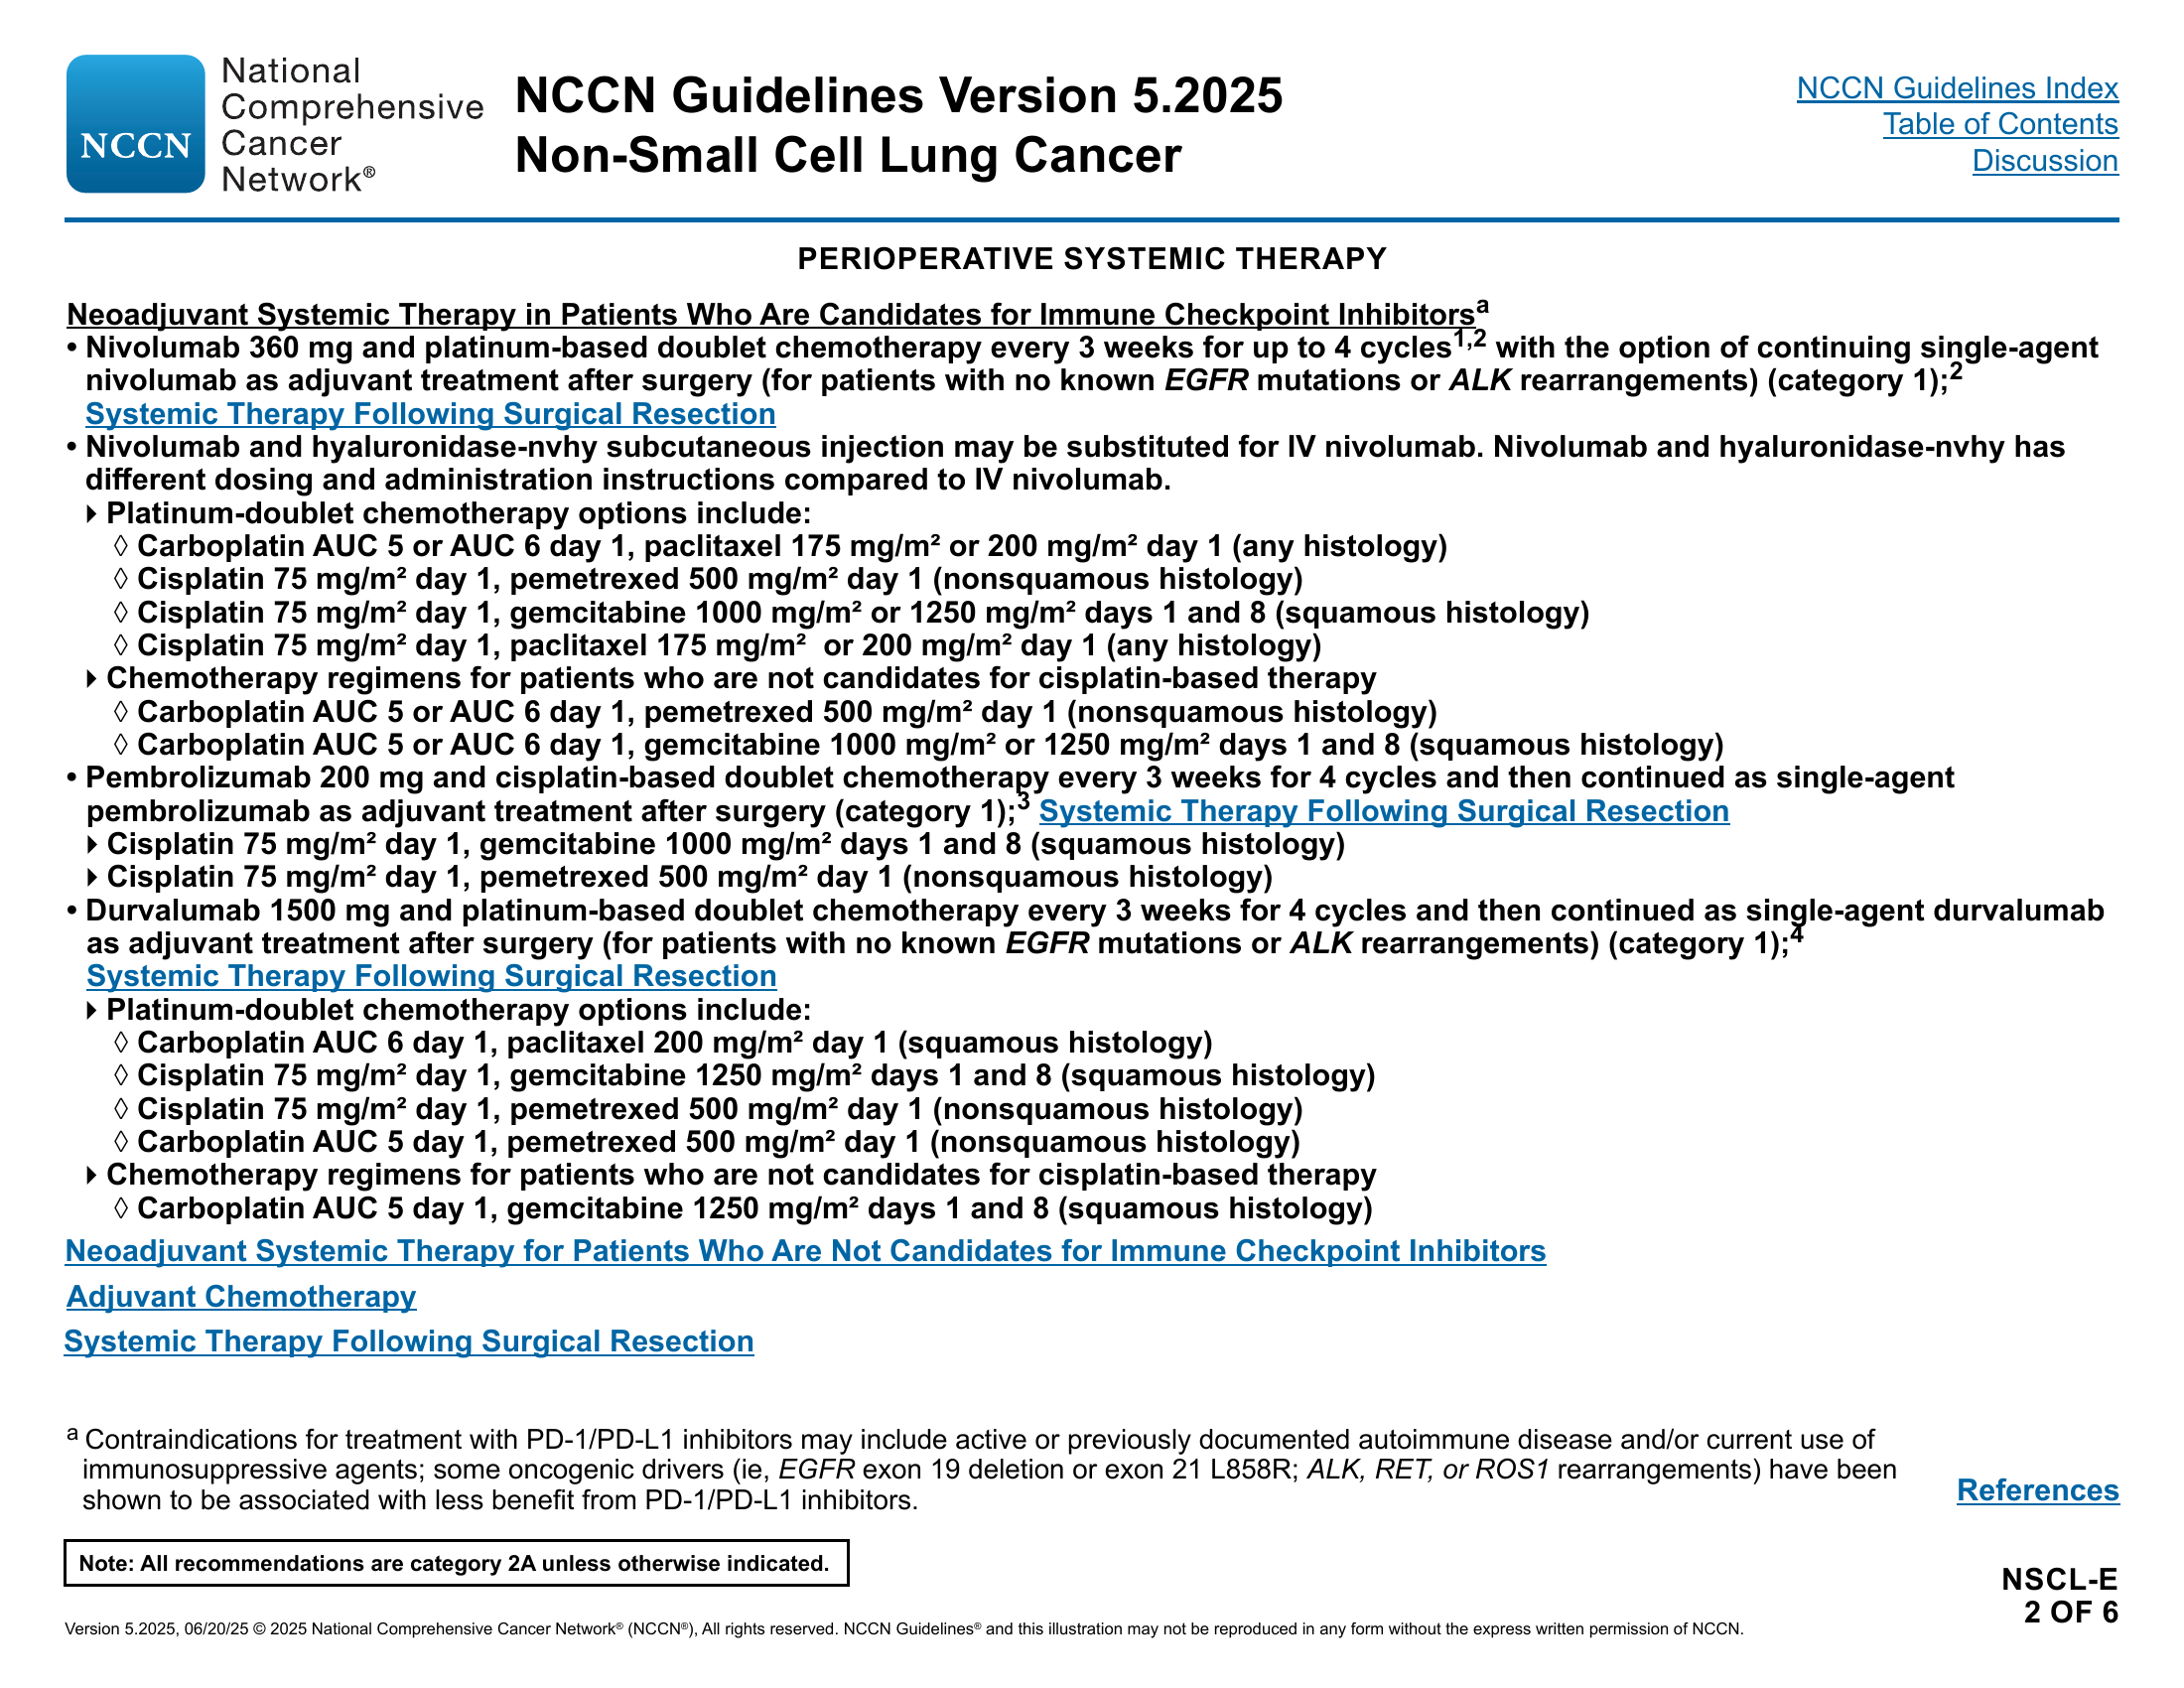 National
Comprehensive
Cancer
Network®
NCCN
NCCN Guidelines Version 5.2025
Non-Small Cell Lung Cancer
NCCN Guidelines Index
Table of Contents
Discussion
PERIOPERATIVE SYSTEMIC THERAPY
Neoadjuvant Systemic Therapy in Patients Who Are Candidates for Immune Checkpoint Inhibitorsᵃ
• Nivolumab 360 mg and platinum-based doublet chemotherapy every 3 weeks for up to 4 cycles¹,² with the option of continuing single-agent
nivolumab as adjuvant treatment after surgery (for patients with no known EGFR mutations or ALK rearrangements) (category 1);²
Systemic Therapy Following Surgical Resection
• Nivolumab and hyaluronidase-nvhy subcutaneous injection may be substituted for IV nivolumab. Nivolumab and hyaluronidase-nvhy has
different dosing and administration instructions compared to IV nivolumab.
▸ Platinum-doublet chemotherapy options include:
◊ Carboplatin AUC 5 or AUC 6 day 1, paclitaxel 175 mg/m² or 200 mg/m² day 1 (any histology)
◊ Cisplatin 75 mg/m² day 1, pemetrexed 500 mg/m² day 1 (nonsquamous histology)
◊ Cisplatin 75 mg/m² day 1, gemcitabine 1000 mg/m² or 1250 mg/m² days 1 and 8 (squamous histology)
◊ Cisplatin 75 mg/m² day 1, paclitaxel 175 mg/m² or 200 mg/m² day 1 (any histology)
▸ Chemotherapy regimens for patients who are not candidates for cisplatin-based therapy
◊ Carboplatin AUC 5 or AUC 6 day 1, pemetrexed 500 mg/m² day 1 (nonsquamous histology)
◊ Carboplatin AUC 5 or AUC 6 day 1, gemcitabine 1000 mg/m² or 1250 mg/m² days 1 and 8 (squamous histology)
• Pembrolizumab 200 mg and cisplatin-based doublet chemotherapy every 3 weeks for 4 cycles and then continued as single-agent
pembrolizumab as adjuvant treatment after surgery (category 1);³ Systemic Therapy Following Surgical Resection
▸ Cisplatin 75 mg/m² day 1, gemcitabine 1000 mg/m² days 1 and 8 (squamous histology)
▸ Cisplatin 75 mg/m² day 1, pemetrexed 500 mg/m² day 1 (nonsquamous histology)
• Durvalumab 1500 mg and platinum-based doublet chemotherapy every 3 weeks for 4 cycles and then continued as single-agent durvalumab
as adjuvant treatment after surgery (for patients with no known EGFR mutations or ALK rearrangements) (category 1);⁴
Systemic Therapy Following Surgical Resection
▸ Platinum-doublet chemotherapy options include:
◊ Carboplatin AUC 6 day 1, paclitaxel 200 mg/m² day 1 (squamous histology)
◊ Cisplatin 75 mg/m² day 1, gemcitabine 1250 mg/m² days 1 and 8 (squamous histology)
◊ Cisplatin 75 mg/m² day 1, pemetrexed 500 mg/m² day 1 (nonsquamous histology)
◊ Carboplatin AUC 5 day 1, pemetrexed 500 mg/m² day 1 (nonsquamous histology)
▸ Chemotherapy regimens for patients who are not candidates for cisplatin-based therapy
◊ Carboplatin AUC 5 day 1, gemcitabine 1250 mg/m² days 1 and 8 (squamous histology)
Neoadjuvant Systemic Therapy for Patients Who Are Not Candidates for Immune Checkpoint Inhibitors
Adjuvant Chemotherapy
Systemic Therapy Following Surgical Resection
ᵃ Contraindications for treatment with PD-1/PD-L1 inhibitors may include active or previously documented autoimmune disease and/or current use of
immunosuppressive agents; some oncogenic drivers (ie, EGFR exon 19 deletion or exon 21 L858R; ALK, RET, or ROS1 rearrangements) have been
shown to be associated with less benefit from PD-1/PD-L1 inhibitors.
References
Note: All recommendations are category 2A unless otherwise indicated.
NSCL-E
2 OF 6
Version 5.2025, 06/20/25 © 2025 National Comprehensive Cancer Network® (NCCN®), All rights reserved. NCCN Guidelines® and this illustration may not be reproduced in any form without the express written permission of NCCN.